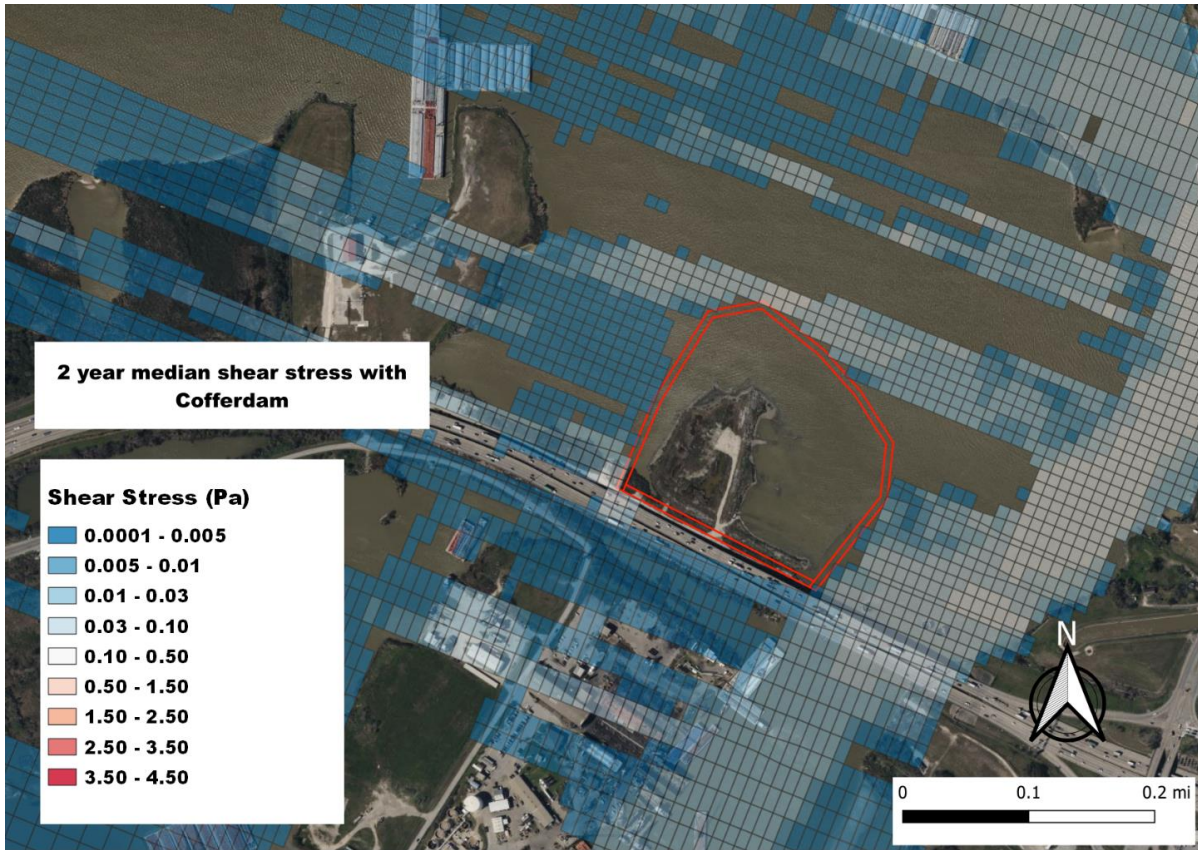 2 year median shear stress with
Cofferdam
Shear Stress (Pa)
0.0001 - 0.005
0.005 - 0.01
0.01 - 0.03
0.03 - 0.10
0.10 - 0.50
0.50 - 1.50
1.50 - 2.50
2.50 - 3.50
3.50 - 4.50
N
0 0.1 0.2 mi